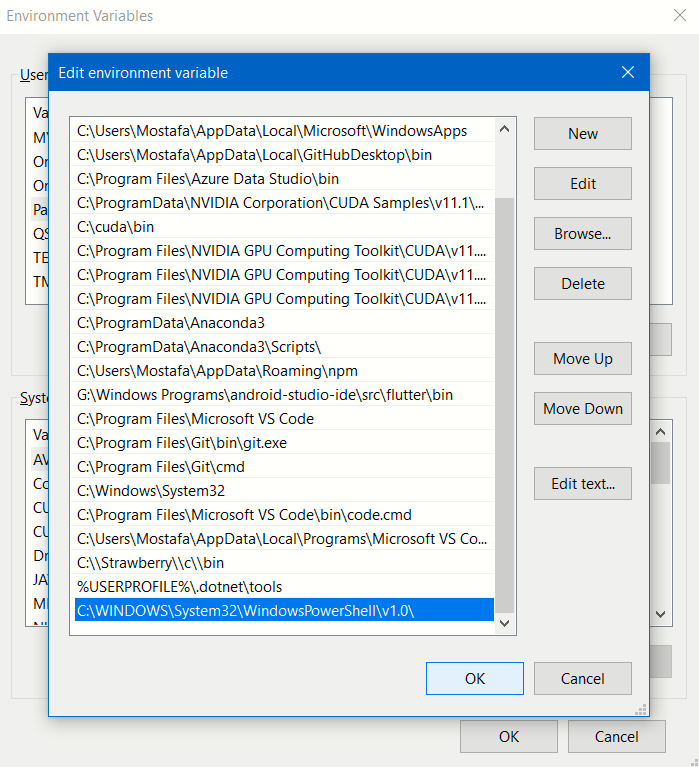 Environment Variables
Edit environment variable
User
Va
MY
On
On
Pa
QS
TE
TM
C:\Users\Mostafa\AppData\Local\Microsoft\WindowsApps
C:\Users\Mostafa\AppData\Local\GitHubDesktop\bin
C:\Program Files\Azure Data Studio\bin
C:\ProgramData\NVIDIA Corporation\CUDA Samples\v11.1\...
C:\cuda\bin
C:\Program Files\NVIDIA GPU Computing Toolkit\CUDA\v11....
C:\Program Files\NVIDIA GPU Computing Toolkit\CUDA\v11....
C:\Program Files\NVIDIA GPU Computing Toolkit\CUDA\v11....
C:\ProgramData\Anaconda3
C:\ProgramData\Anaconda3\Scripts\
C:\Users\Mostafa\AppData\Roaming\npm
G:\Windows Programs\android-studio-ide\src\flutter\bin
C:\Program Files\Microsoft VS Code
C:\Program Files\Git\bin\git.exe
C:\Program Files\Git\cmd
C:\Windows\System32
C:\Program Files\Microsoft VS Code\bin\code.cmd
C:\Users\Mostafa\AppData\Local\Programs\Microsoft VS Co...
C:\\Strawberry\\c\\bin
%USERPROFILE%\.dotnet\tools
C:\WINDOWS\System32\WindowsPowerShell\v1.0\
New
Edit
Browse...
Delete
Move Up
Move Down
Edit text...
Syst
Va
AV
Co
CU
CU
Dr
JA
OK
Cancel
OK
Cancel